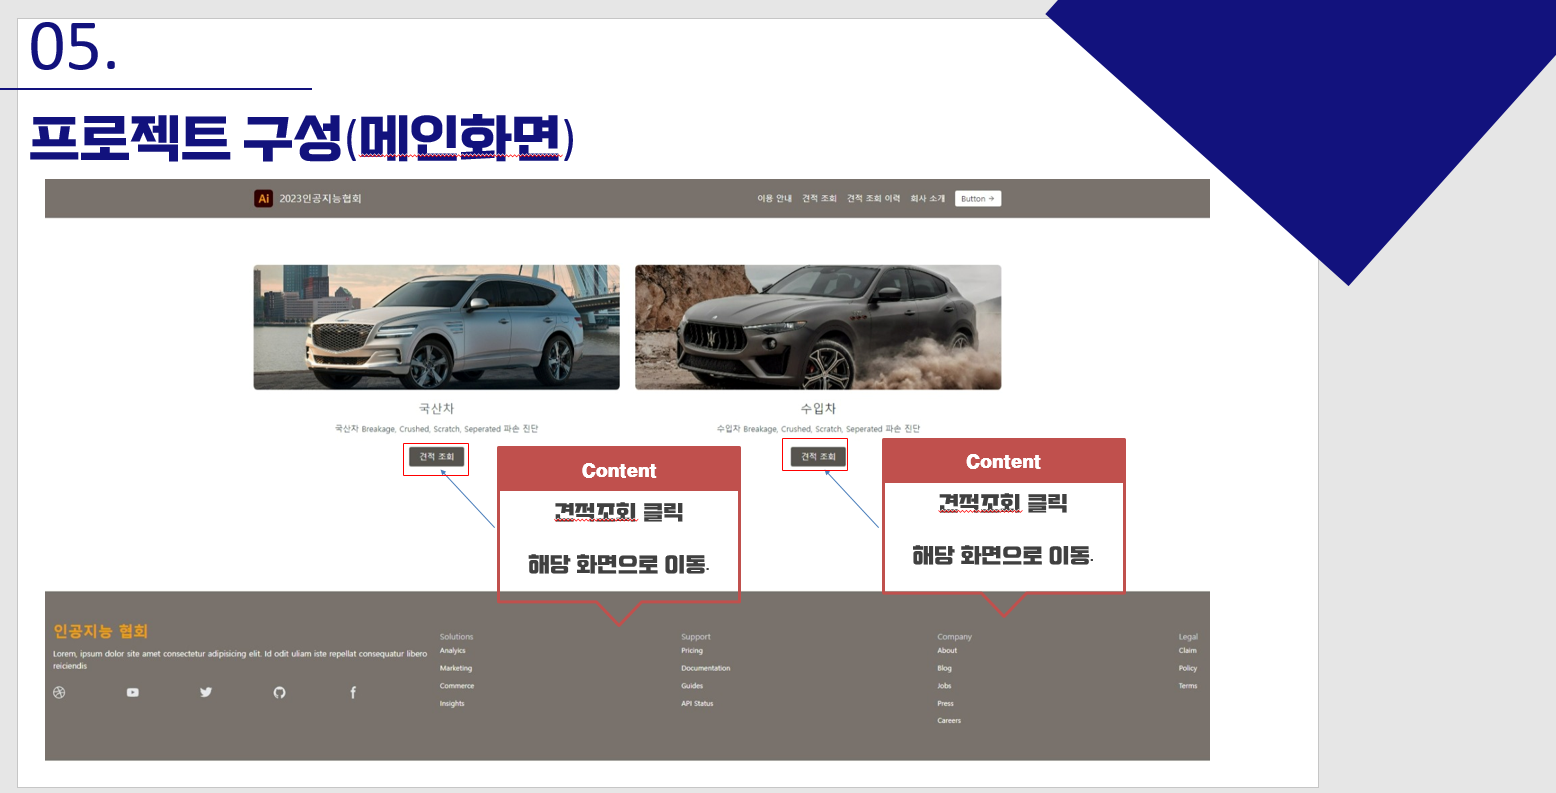 05.
프로젝트 구성(메인화면)
Ai 2023인공지능협회
이용 안내 견적 조회 견적 조회 이력 회사 소개 Button →
국산차
국산차 Breakage, Crushed, Scratch, Seperated 파손 진단
견적 조회
수입차
수입차 Breakage, Crushed, Scratch, Seperated 파손 진단
견적 조회
Content
견적조회 클릭
해당 화면으로 이동.
Content
견적조회 클릭
해당 화면으로 이동.
인공지능 협회
Lorem, ipsum dolor site amet consectetur adipisicing elit. Id odit uliam iste repellat consequatur libero
reiciendis
Solutions
Analyics
Marketing
Commerce
Insights
Support
Pricing
Documentation
Guides
API Status
Company
About
Blog
Jobs
Press
Careers
Legal
Claim
Policy
Terms